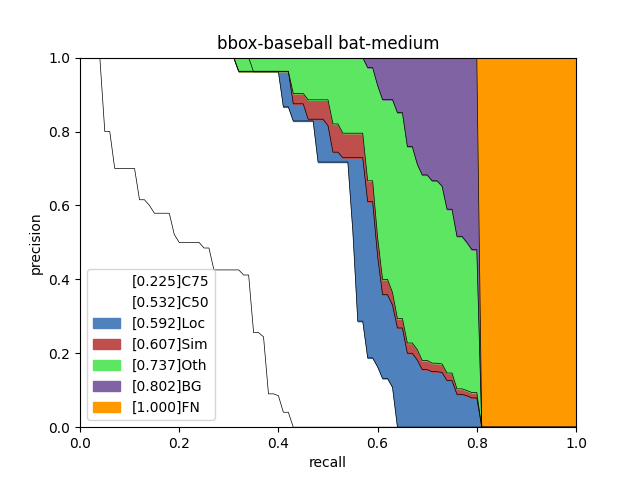 bbox-baseball bat-medium
precision
1.0
0.8
0.6
0.4
0.2
0.0
[0.225]C75
[0.532]C50
[0.592]Loc
[0.607]Sim
[0.737]Oth
[0.802]BG
[1.000]FN
0.0 0.2 0.4 0.6 0.8 1.0
recall